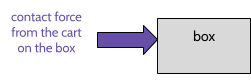 contact force
from the cart
on the box
box